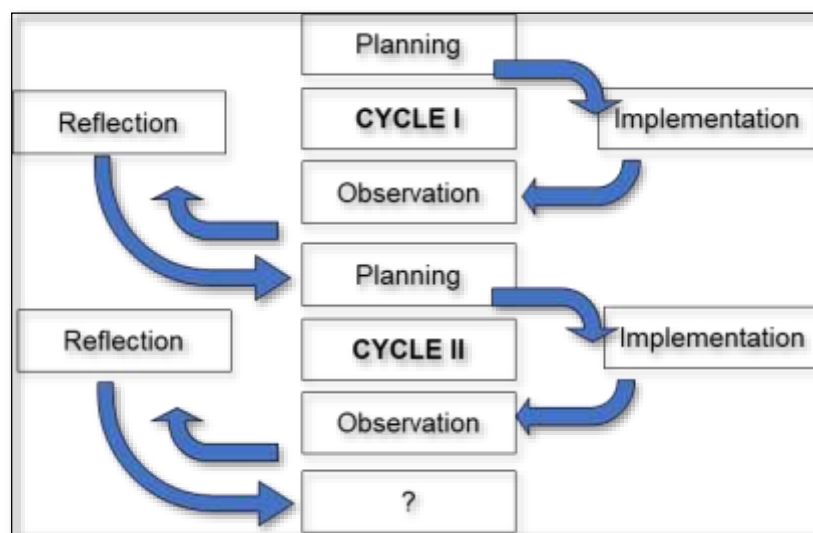 Planning
Reflection
CYCLE I
Implementation
Observation
Planning
Reflection
CYCLE II
Implementation
Observation
?